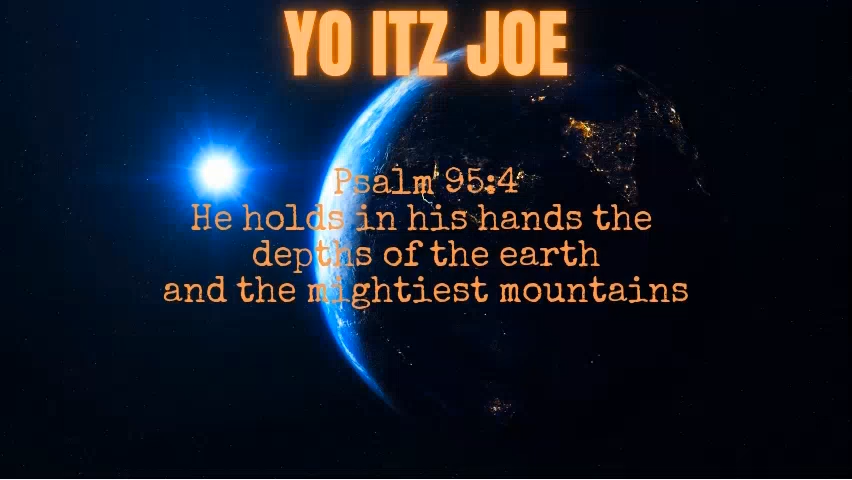 YO ITZ JOE
Psalm 95:4
He holds in his hands the
depths of the earth
and the mightiest mountains